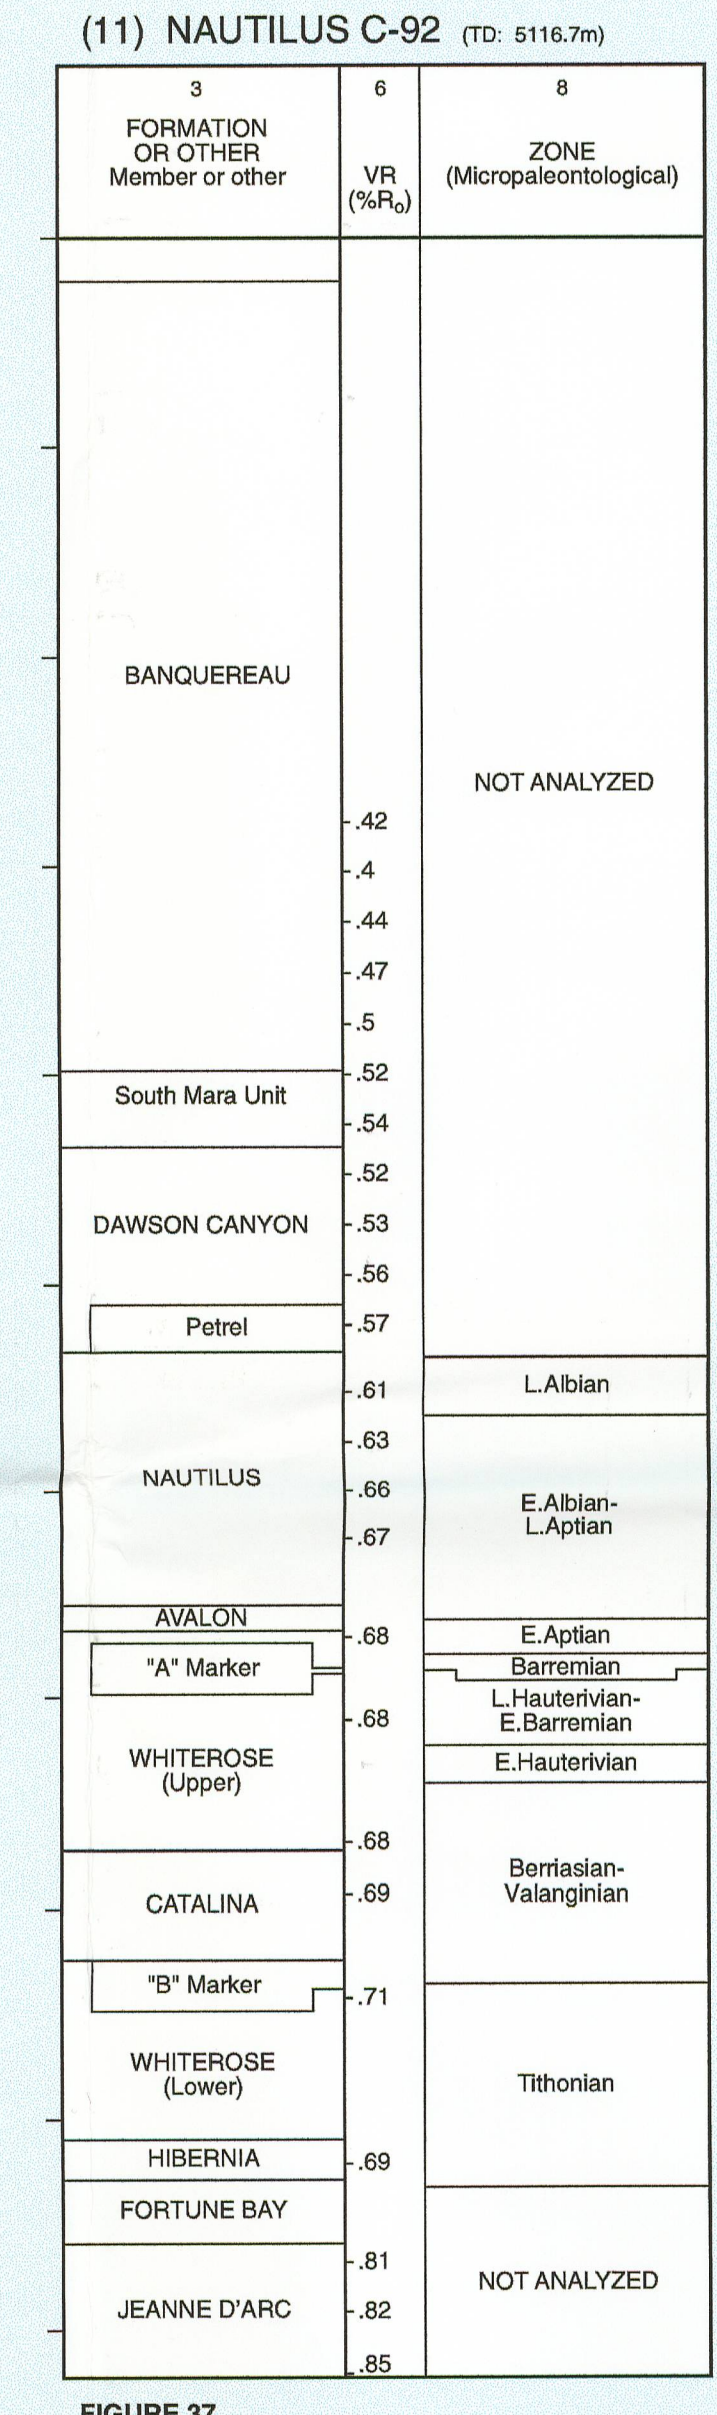 (11) NAUTILUS C-92 (TD: 5116.7m)
3
FORMATION
OR OTHER
Member or other
6
VR
(%Ro)
8
ZONE
(Micropaleontological)
BANQUEREAU
South Mara Unit
DAWSON CANYON
Petrel
NAUTILUS
AVALON
"A" Marker
WHITEROSE
(Upper)
CATALINA
"B" Marker
WHITEROSE
(Lower)
HIBERNIA
FORTUNE BAY
JEANNE D'ARC
.42
.4
.44
.47
.5
.52
.54
.52
.53
.56
.57
.61
.63
.66
.67
.68
.68
.68
.69
.71
.69
.81
.82
.85
NOT ANALYZED
L.Albian
E.Albian-
L.Aptian
E.Aptian
Barremian
L.Hauterivian-
E.Barremian
E.Hauterivian
Berriasian-
Valanginian
Tithonian
NOT ANALYZED
FIGURE 37